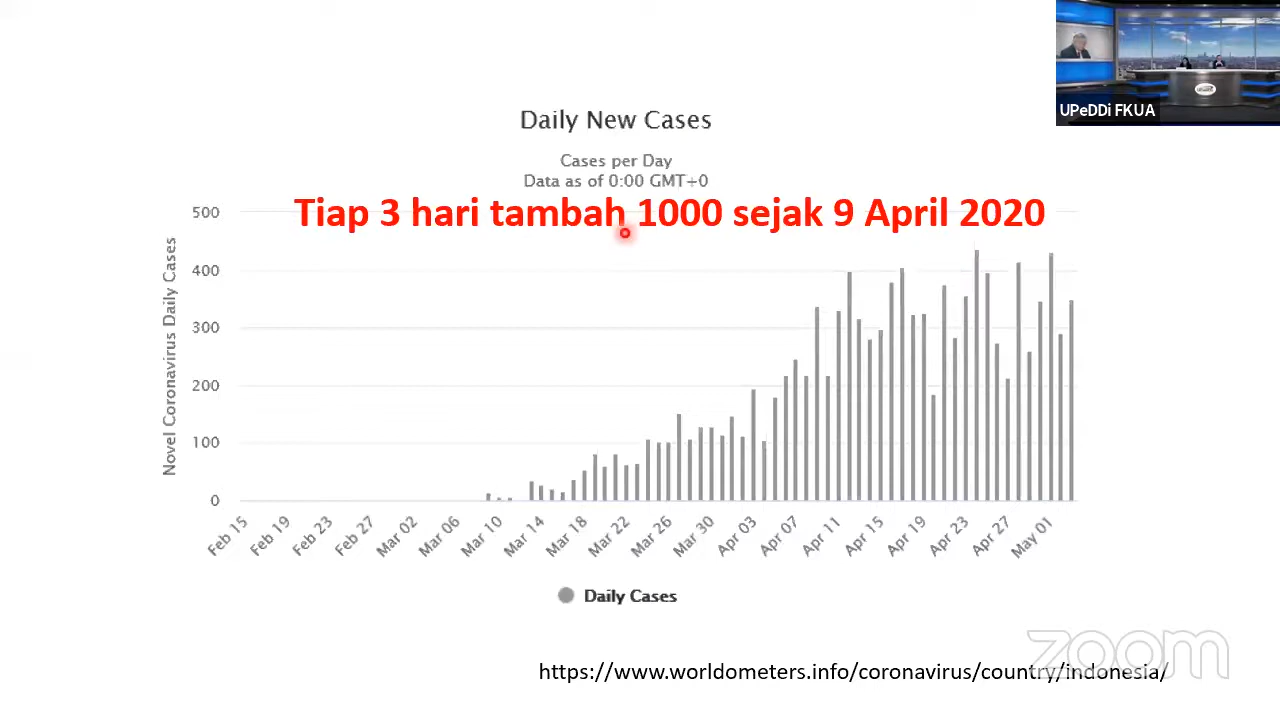 UPeDDi FKUA
Daily New Cases
Cases per Day
Data as of 0:00 GMT+0
Tiap 3 hari tambah 1000 sejak 9 April 2020
Novel Coronavirus Daily Cases
500
400
300
200
100
0
Feb 15
Feb 19
Feb 23
Feb 27
Mar 02
Mar 06
Mar 10
Mar 14
Mar 18
Mar 22
Mar 26
Mar 30
Apr 03
Apr 07
Apr 11
Apr 15
Apr 19
Apr 23
Apr 27
May 01
Daily Cases
zoom
https://www.worldometers.info/coronavirus/country/indonesia/